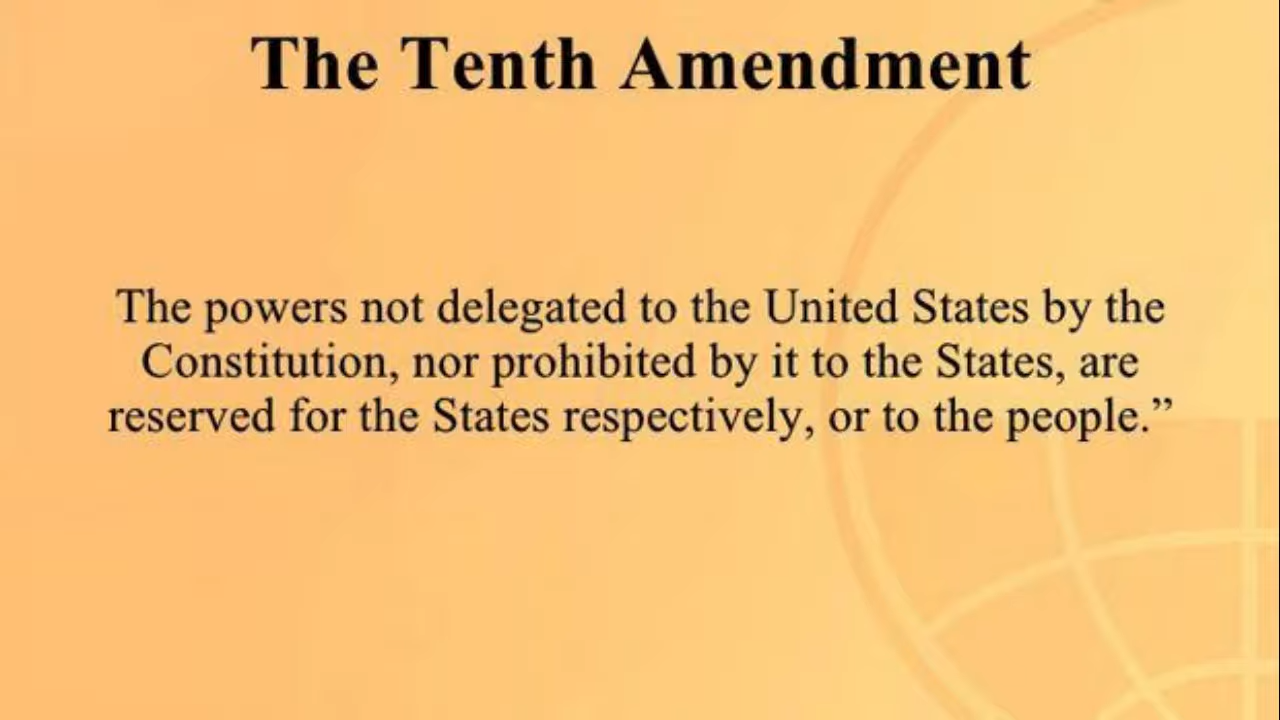 The Tenth Amendment
The powers not delegated to the United States by the
Constitution, nor prohibited by it to the States, are
reserved for the States respectively, or to the people.”